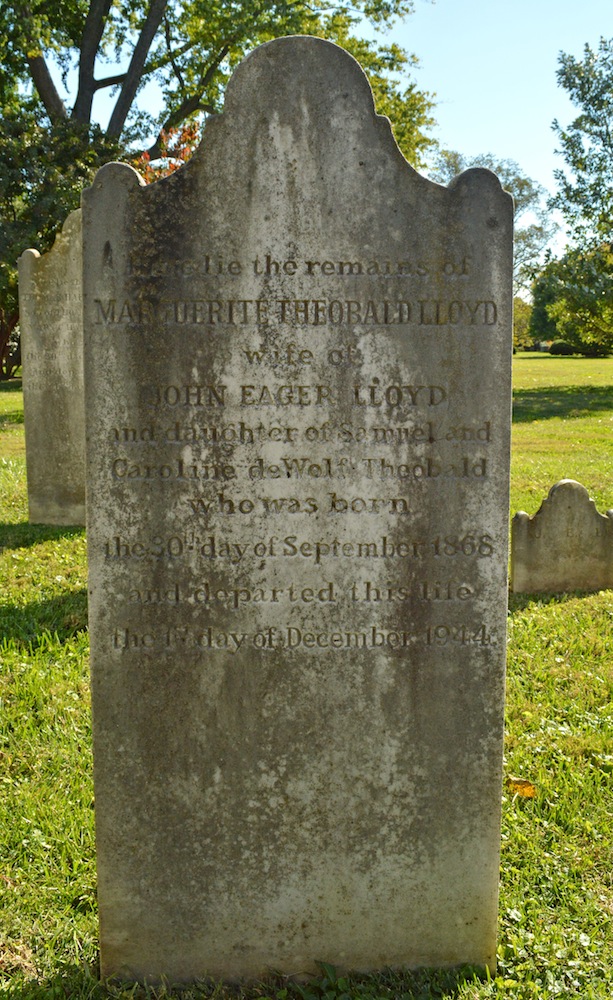 Here lie the remains of
MARGUERITE THEOBALD LLOYD
wife of
JOHN EAGER LLOYD
and daughter of Samuel and
Caroline deWolf Theobald
who was born
the 30th day of September 1868
and departed this life
the day of December 1944